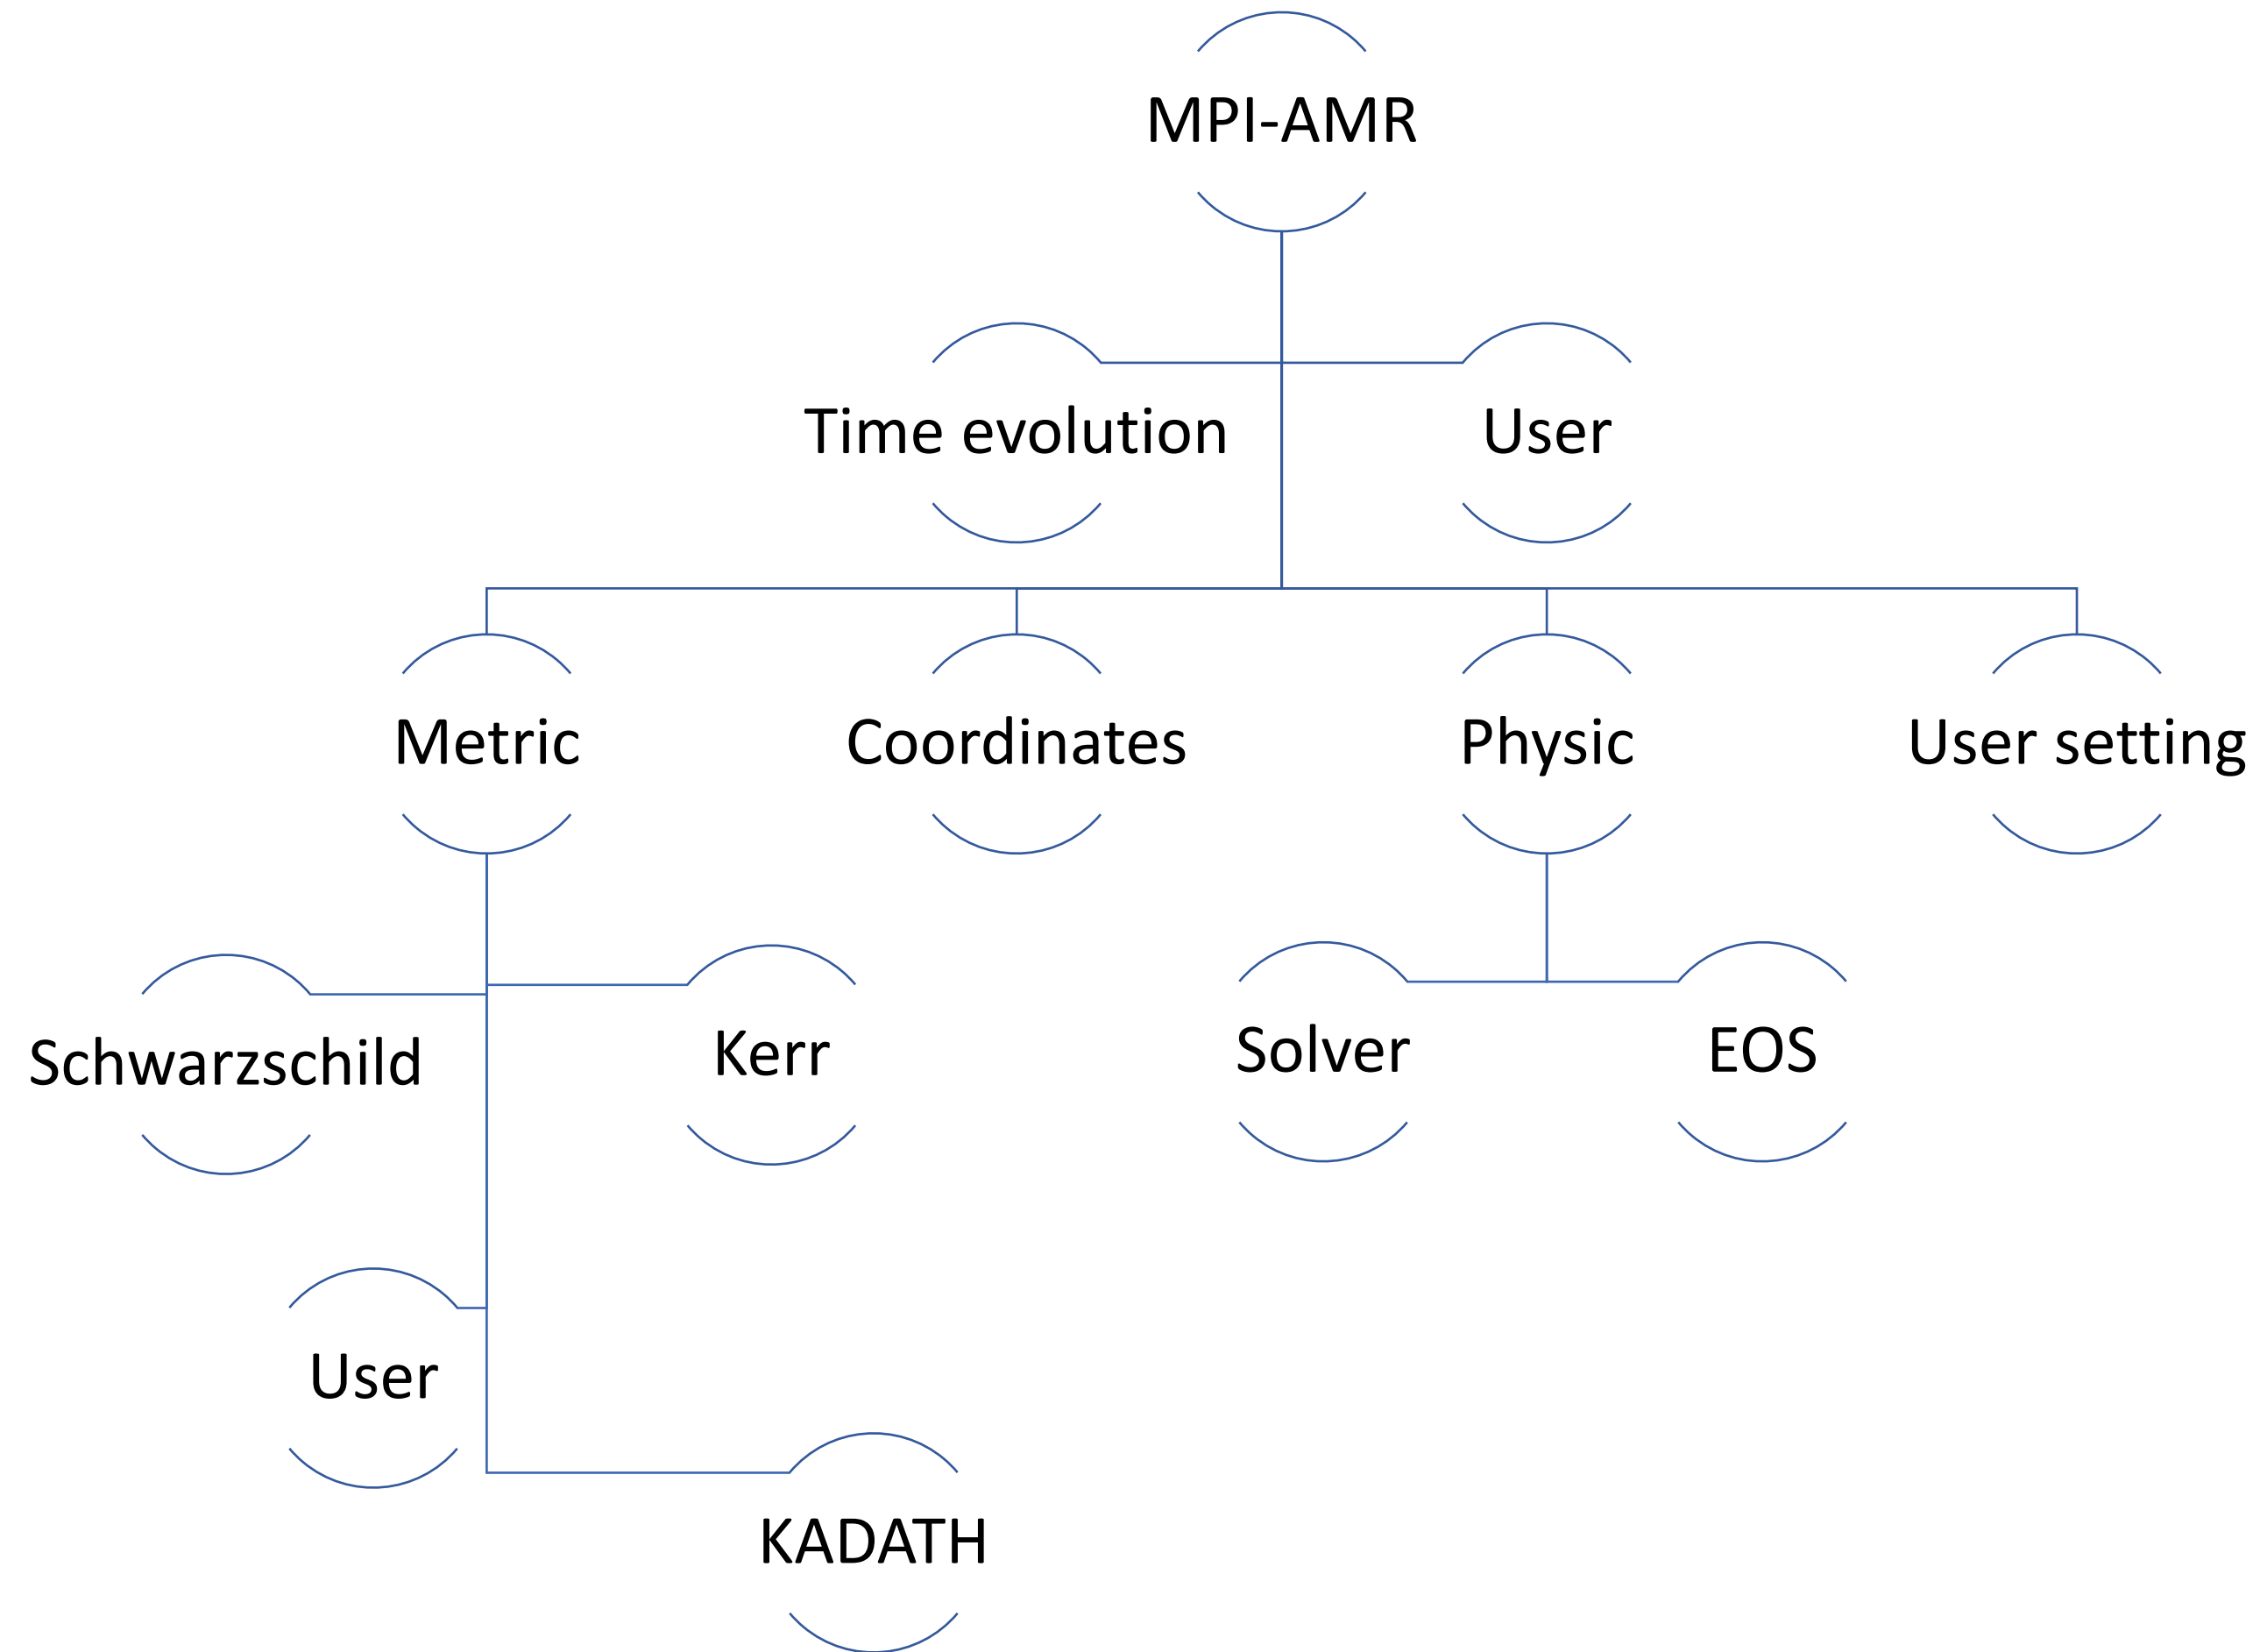 MPI-AMR
Time evolution
User
Metric
Coordinates
Physic
User setting
Schwarzschild
Kerr
Solver
EOS
User
KADATH